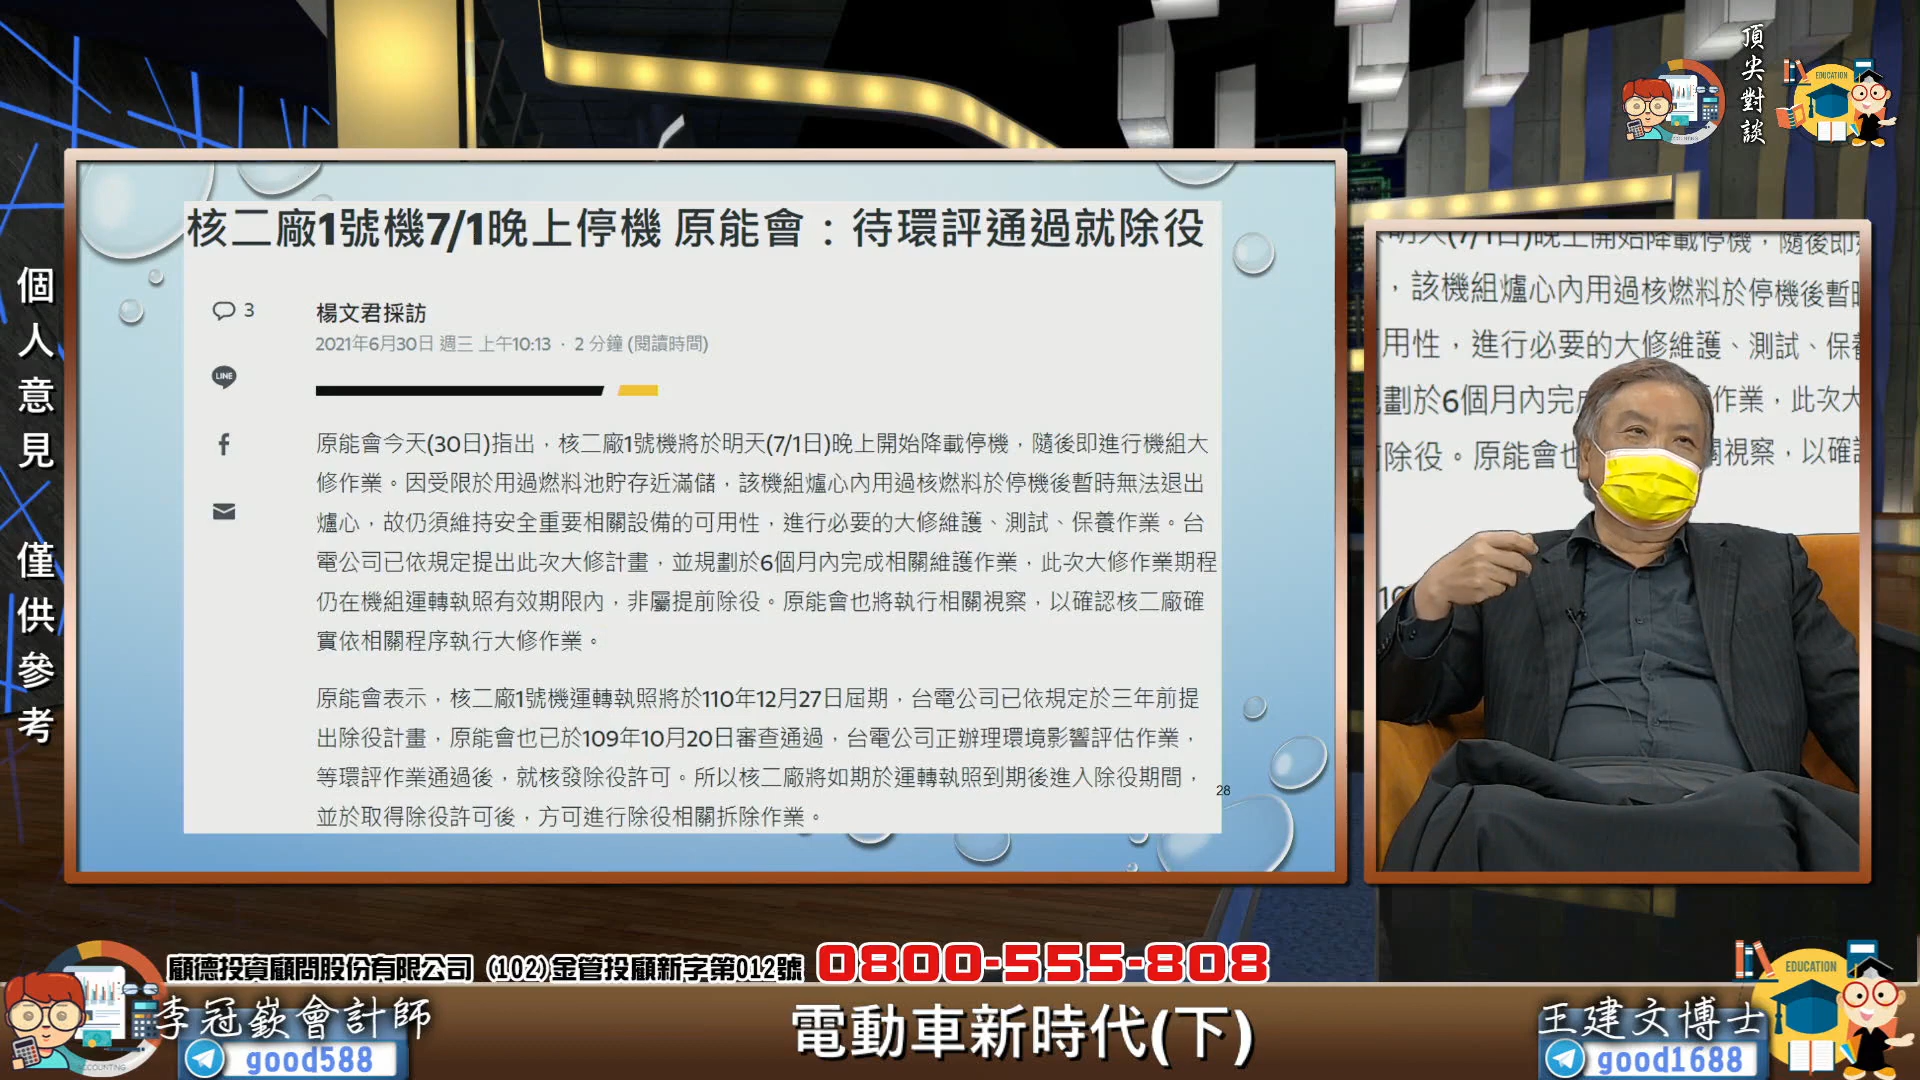 頂尖對談
EDUCATION
個人意見 僅供參考
核二廠1號機7/1晚上停機 原能會：待環評通過就除役
3
楊文君採訪
2021年6月30日 週三 上午10:13 · 2 分鐘 (閱讀時間)
LINE
原能會今天(30日)指出，核二廠1號機將於明天(7/1日)晚上開始降載停機，隨後即進行機組大
修作業。因受限於用過燃料池貯存近滿儲，該機組爐心內用過核燃料於停機後暫時無法退出
爐心，故仍須維持安全重要相關設備的可用性，進行必要的大修維護、測試、保養作業。台
電公司已依規定提出此次大修計畫，並規劃於6個月內完成相關維護作業，此次大修作業期程
仍在機組運轉執照有效期限內，非屬提前除役。原能會也將執行相關視察，以確認核二廠確
實依相關程序執行大修作業。
原能會表示，核二廠1號機運轉執照將於110年12月27日屆期，台電公司已依規定於三年前提
出除役計畫，原能會也已於109年10月20日審查通過，台電公司正辦理環境影響評估作業，
等環評作業通過後，就核發除役許可。所以核二廠將如期於運轉執照到期後進入除役期間，
並於取得除役許可後，方可進行除役相關拆除作業。
28
明天(7/1日)晚上開始降載停機，隨後即
，該機組爐心內用過核燃料於停機後暫
用性，進行必要的大修維護、測試、保
劃於6個月內完 作業，此次大
除役。原能會也 視察，以確
顧德投資顧問股份有限公司 (102)金管投顧新字第012號 0800-555-808
李冠嶔會計師
good588
ACCOUNTING
電動車新時代(下)
王建文博士
good1688
EDUCATION